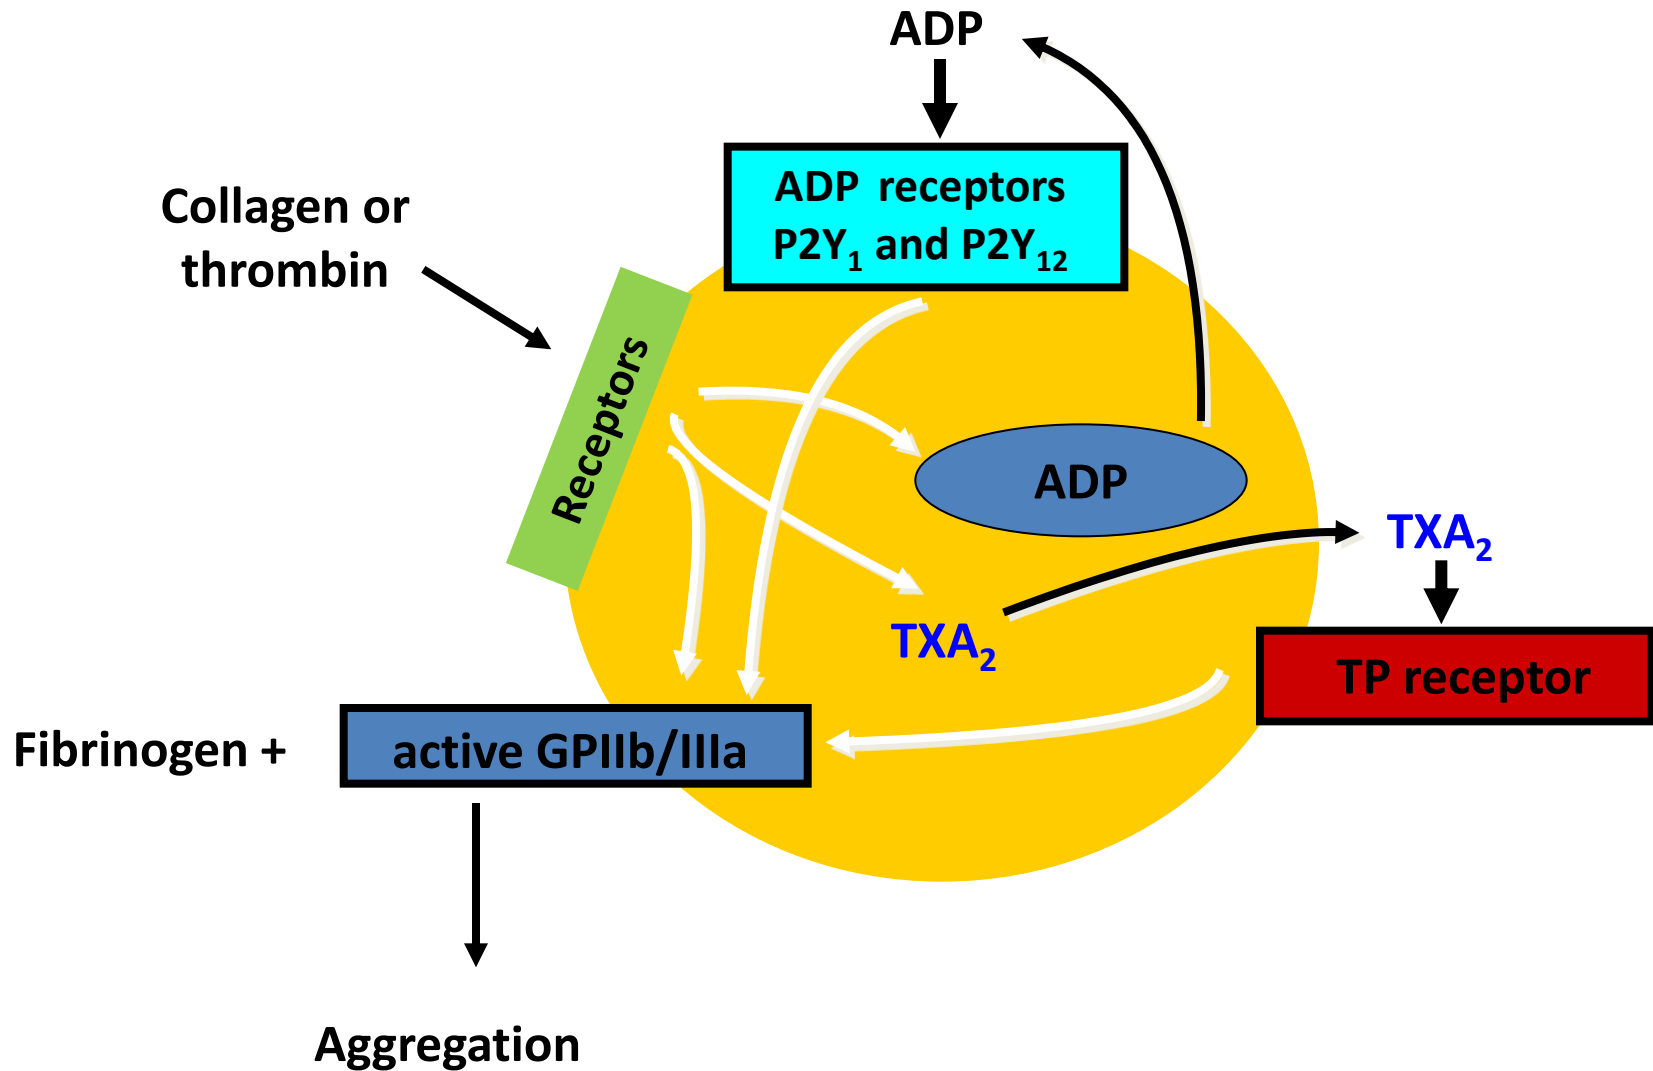 ADP
ADP receptors
P2Y₁ and P2Y₁₂
Collagen or
thrombin
Receptors
ADP
TXA₂
TXA₂
TP receptor
Fibrinogen +
active GPIIb/IIIa
Aggregation